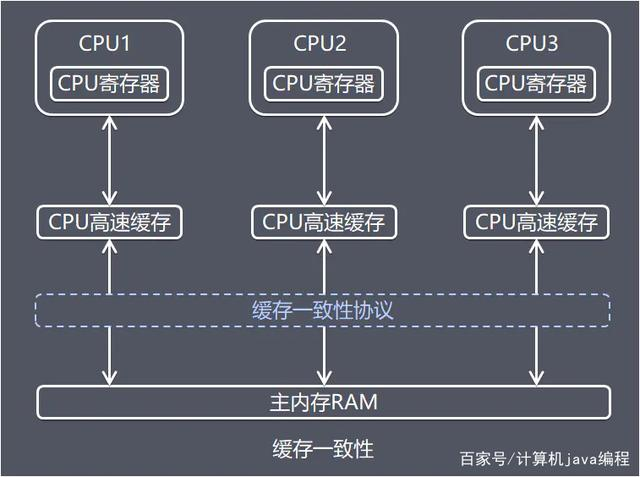 CPU1 CPU2 CPU3
CPU寄存器 CPU寄存器 CPU寄存器
CPU高速缓存 CPU高速缓存 CPU高速缓存
缓存一致性协议
主内存RAM
缓存一致性
百家号/计算机java编程